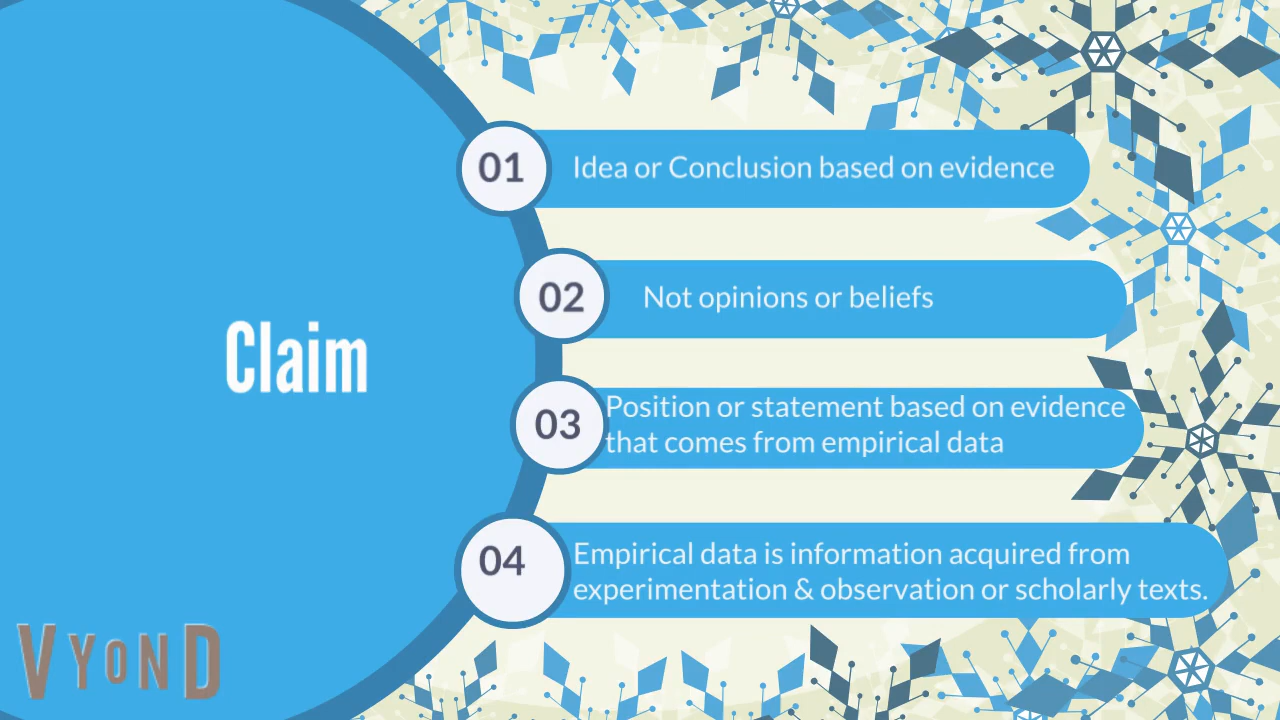 Claim
01
Idea or Conclusion based on evidence
02
Not opinions or beliefs
03
Position or statement based on evidence
that comes from empirical data
04
Empirical data is information acquired from
experimentation & observation or scholarly texts.
VYOND